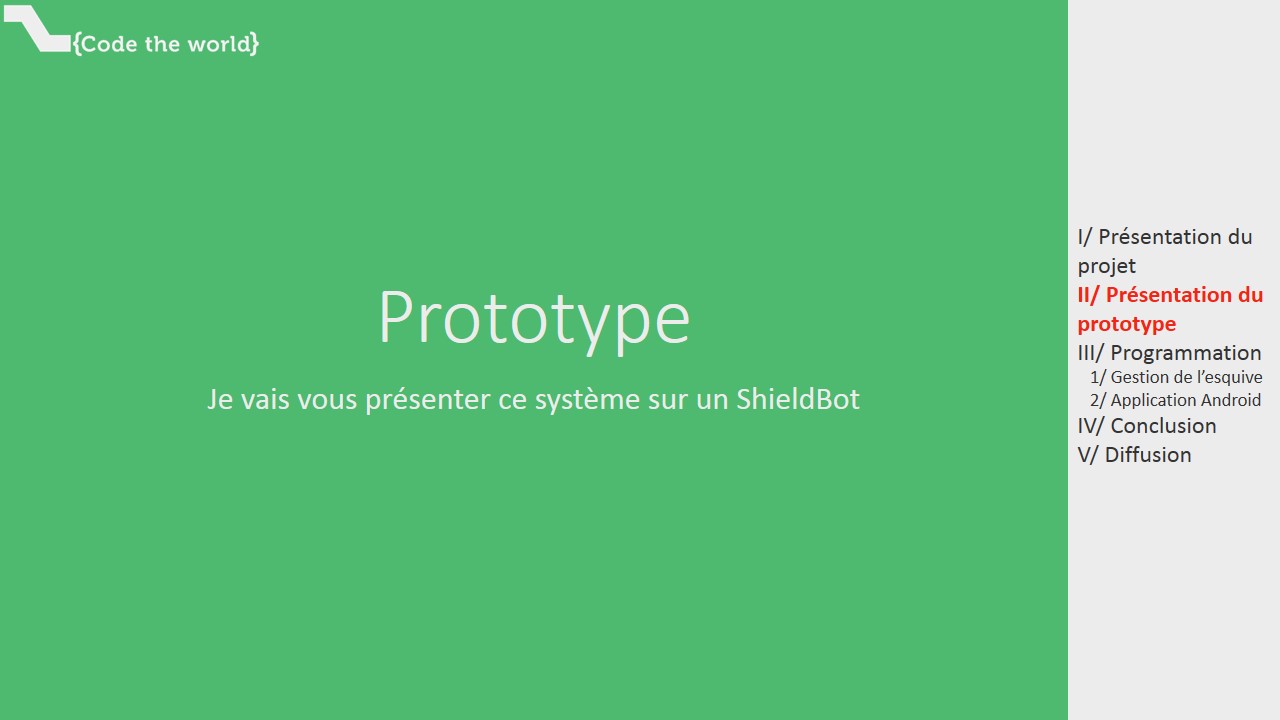 {Code the world}
Prototype
Je vais vous présenter ce système sur un ShieldBot
I/ Présentation du
projet
II/ Présentation du
prototype
III/ Programmation
1/ Gestion de l’esquive
2/ Application Android
IV/ Conclusion
V/ Diffusion